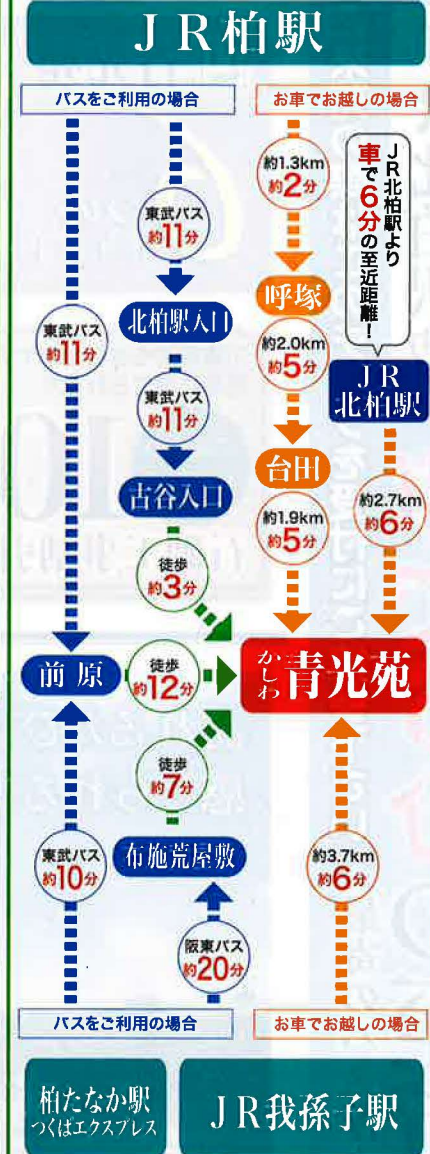 JR柏駅
バスをご利用の場合
お車でお越しの場合
約1.3km
約2分
JR北柏駅より
車で6分の至近距離！
東武バス
約11分
呼塚
東武バス
約11分
北柏駅入口
約2.0km
約5分
JR
北柏駅
東武バス
約11分
台田
古谷入口
約1.9km
約5分
約2.7km
約6分
徒歩
約3分
前原
徒歩
約12分
かしわ
青光苑
徒歩
約7分
東武バス
約10分
布施荒屋敷
約3.7km
約6分
阪東バス
約20分
バスをご利用の場合
お車でお越しの場合
柏たなか駅
つくばエクスプレス
JR我孫子駅